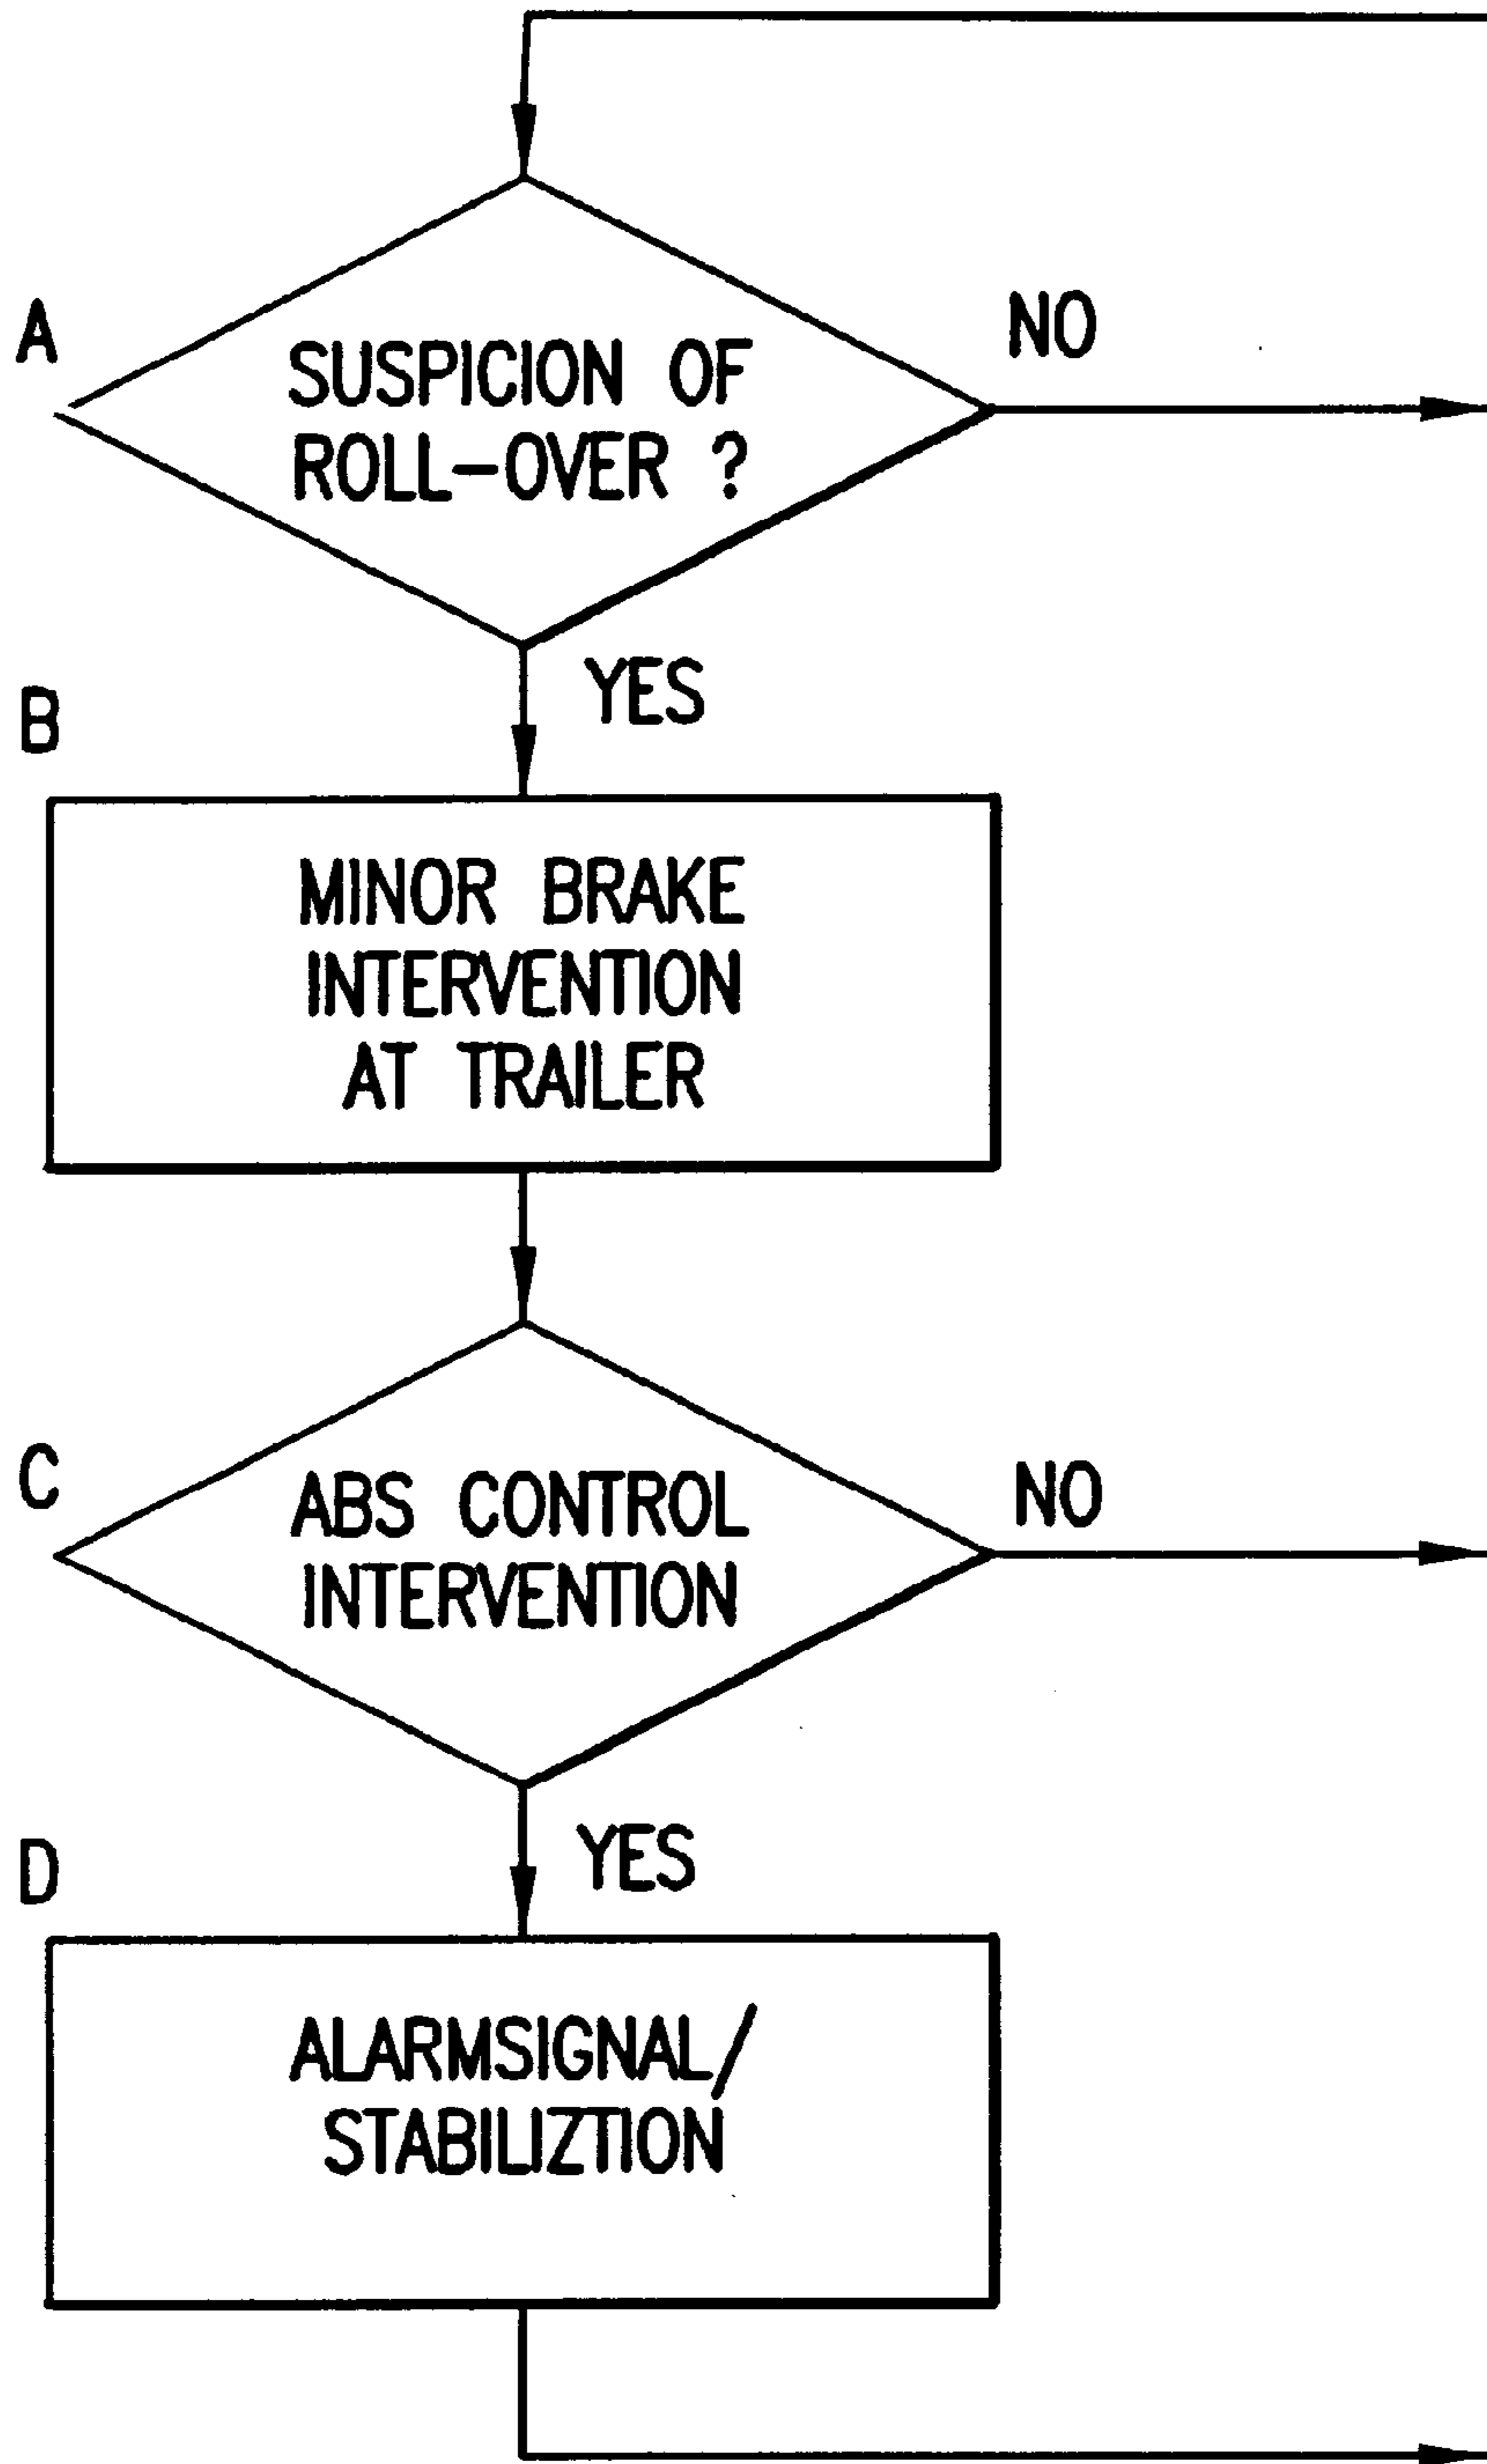 A
SUSPICION OF
ROLL-OVER ?
NO
YES
B
MINOR BRAKE
INTERVENTION
AT TRAILER
C
ABS CONTROL
INTERVENTION
NO
YES
D
ALARMSIGNAL/
STABILIZTION